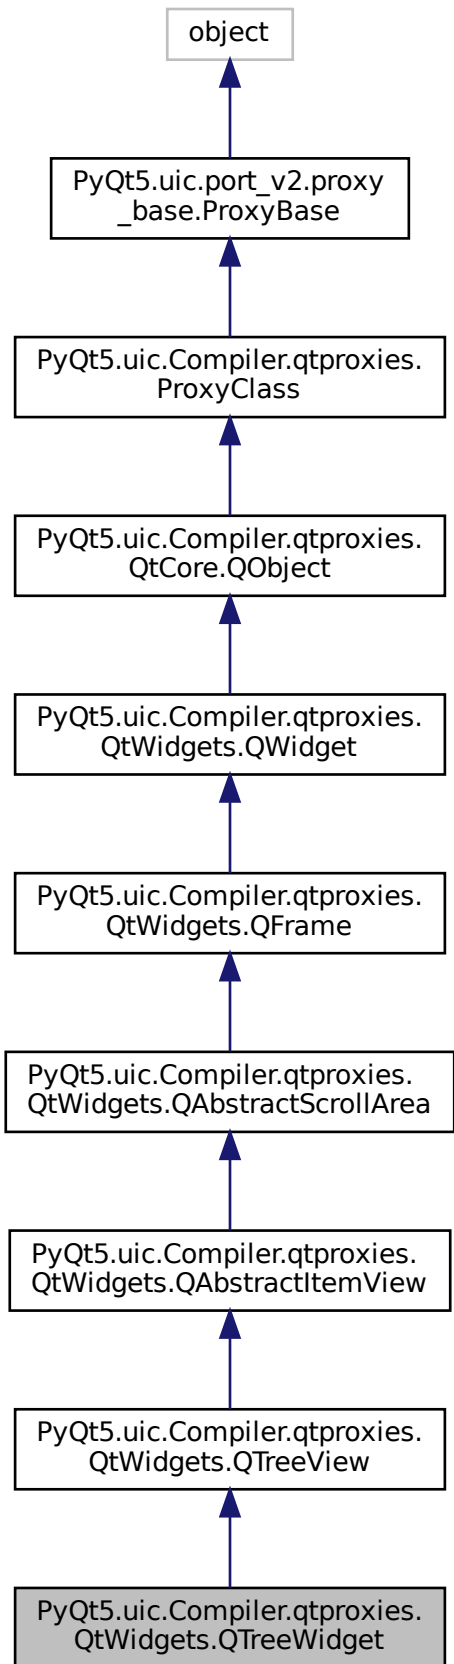 object
PyQt5.uic.port_v2.proxy
_base.ProxyBase
PyQt5.uic.Compiler.qtproxies.
ProxyClass
PyQt5.uic.Compiler.qtproxies.
QtCore.QObject
PyQt5.uic.Compiler.qtproxies.
QtWidgets.QWidget
PyQt5.uic.Compiler.qtproxies.
QtWidgets.QFrame
PyQt5.uic.Compiler.qtproxies.
QtWidgets.QAbstractScrollArea
PyQt5.uic.Compiler.qtproxies.
QtWidgets.QAbstractItemView
PyQt5.uic.Compiler.qtproxies.
QtWidgets.QTreeView
PyQt5.uic.Compiler.qtproxies.
QtWidgets.QTreeWidget